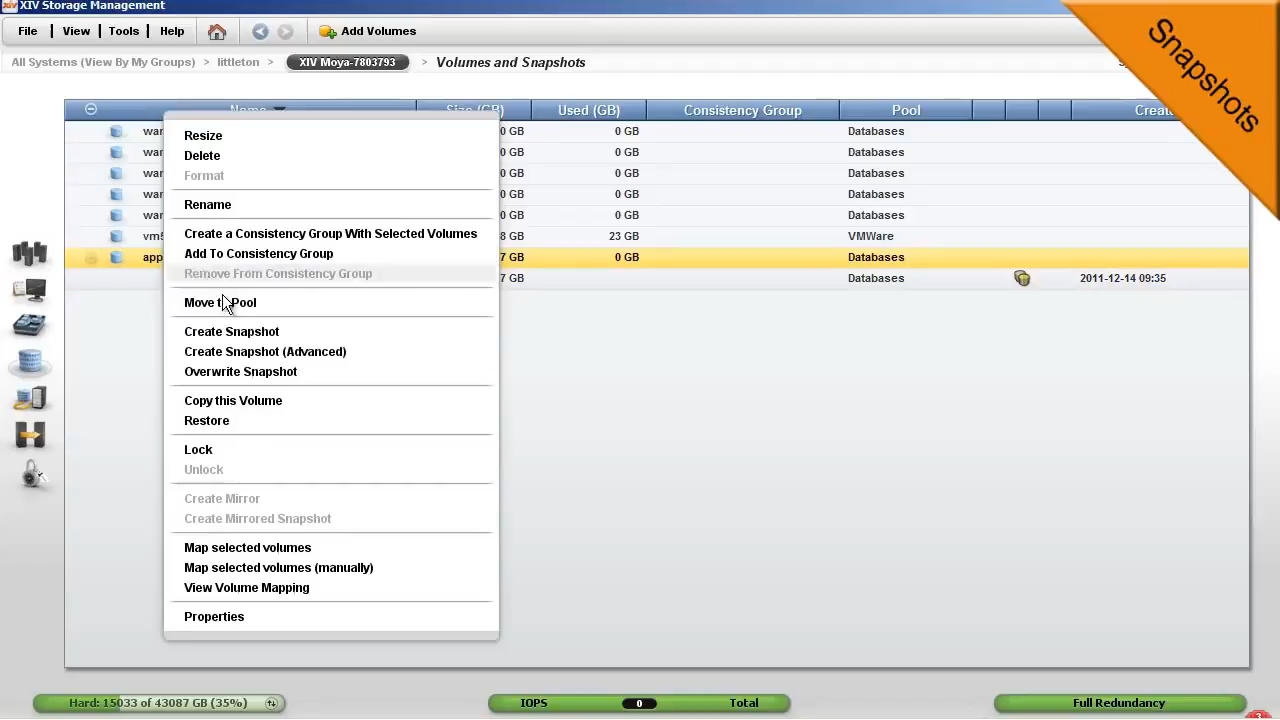 XIV Storage Management
File View Tools Help Add Volumes
All Systems (View By My Groups) > littleton > XIV Moya-7803793 > Volumes and Snapshots
Snapshots
Name Size (GB) Used (GB) Consistency Group Pool
0 GB 0 GB Databases
0 GB 0 GB Databases
0 GB 0 GB Databases
0 GB 0 GB Databases
0 GB 0 GB Databases
23 GB VMWare
app 0 GB Databases
Databases 2011-12-14 09:35
Resize
Delete
Format
Rename
Create a Consistency Group With Selected Volumes
Add To Consistency Group
Remove From Consistency Group
Move to Pool
Create Snapshot
Create Snapshot (Advanced)
Overwrite Snapshot
Copy this Volume
Restore
Lock
Unlock
Create Mirror
Create Mirrored Snapshot
Map selected volumes
Map selected volumes (manually)
View Volume Mapping
Properties
Hard: 15033 of 43087 GB (35%) IOPS 0 Total Full Redundancy